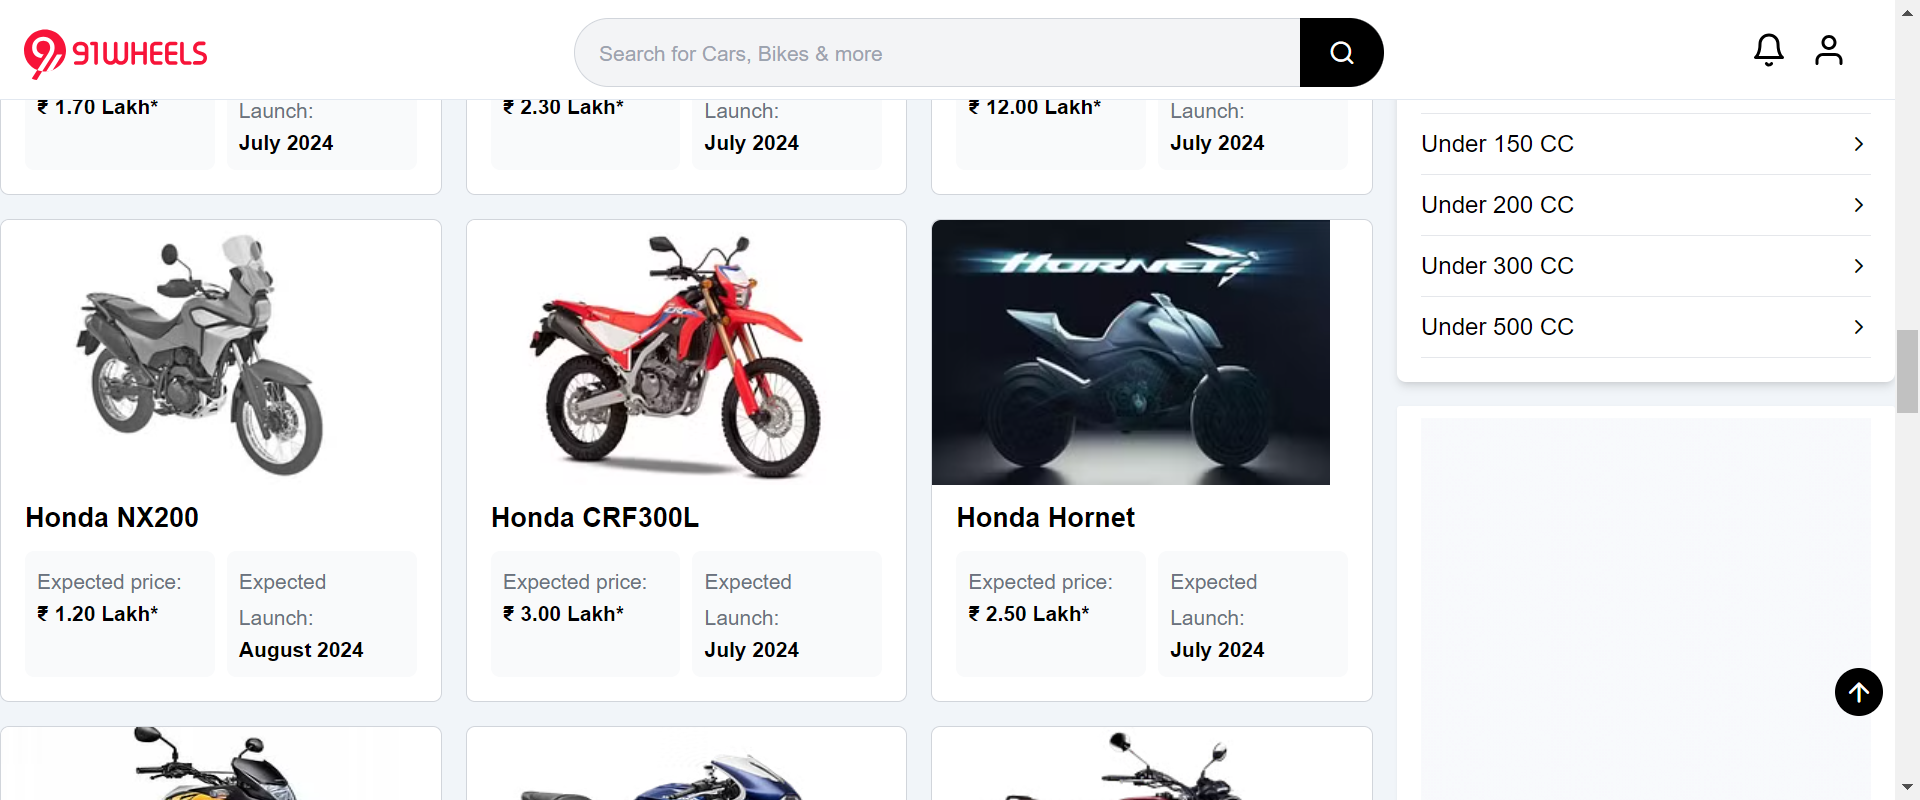 91WHEELS
Search for Cars, Bikes & more
₹ 1.70 Lakh*
Launch:
July 2024
₹ 2.30 Lakh*
Launch:
July 2024
₹ 12.00 Lakh*
Launch:
July 2024
Under 150 CC
Under 200 CC
Under 300 CC
Under 500 CC
Honda NX200
Expected price:
₹ 1.20 Lakh*
Expected
Launch:
August 2024
CRF
Honda CRF300L
Expected price:
₹ 3.00 Lakh*
Expected
Launch:
July 2024
HORNET
Honda Hornet
Expected price:
₹ 2.50 Lakh*
Expected
Launch:
July 2024